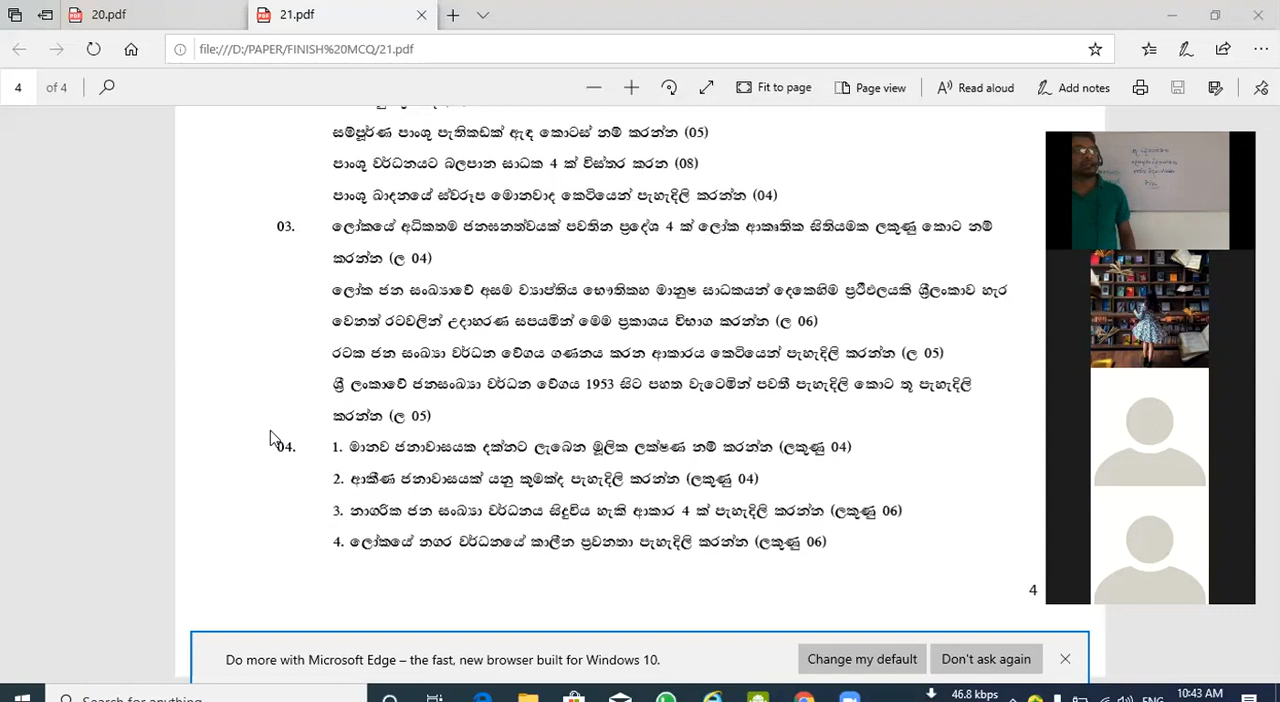 20.pdf
21.pdf
file:///D:/PAPER/FINISH%20MCQ/21.pdf
4 of 4
Fit to page
Page view
Read aloud
Add notes
සම්පූර්ණ පාංශු පැතිකඩක් ඇඳ කොටස් නම් කරන්න (05)
පාංශු වර්ධනයට බලපාන සාධක 4 ක් විස්තර කරන (08)
පාංශු ඛාදනයේ ස්වරූප මොනවාද කෙටියෙන් පැහැදිලි කරන්න (04)
03. ලෝකයේ අධිකතම ජනඝනත්වයක් පවතින ප්‍රදේශ 4 ක් ලෝක ආකෘතික සිතියමක ලකුණු කොට නම්
කරන්න (ල 04)
ලෝක ජන සංඛ්‍යාවේ අසම ව්‍යාප්තිය භෞතිකහ මානුෂ සාධකයන් දෙකෙහිම ප්‍රථිඵලයකි ශ්‍රීලංකාව හැර
වෙනත් රටවලින් උදාහරණ සපයමින් මෙම ප්‍රකාශය විභාග කරන්න (ල 06)
රටක ජන සංඛ්‍යා වර්ධන වේගය ගණනය කරන ආකාරය කෙටියෙන් පැහැදිලි කරන්න (ල 05)
ශ්‍රී ලංකාවේ ජනසංඛ්‍යා වර්ධන වේගය 1953 සිට පහත වැටෙමින් පවතී පැහැදිලි කොට තූ පැහැදිලි
කරන්න (ල 05)
04. 1. මානව ජනාවාසයක දක්නට ලැබෙන මූලික ලක්ෂණ නම් කරන්න (ලකුණු 04)
2. ආකීණ ජනාවාසයක් යනු කුමක්ද පැහැදිලි කරන්න (ලකුණු 04)
3. නාගරික ජන සංඛ්‍යා වර්ධනය සිදුවිය හැකි ආකාර 4 ක් පැහැදිලි කරන්න (ලකුණු 06)
4. ලෝකයේ නගර වර්ධනයේ කාලීන ප්‍රවනතා පැහැදිලි කරන්න (ලකුණු 06)
4
Do more with Microsoft Edge – the fast, new browser built for Windows 10.
Change my default
Don't ask again
Search for anything
46.8 kbps
ENG
10:43 AM